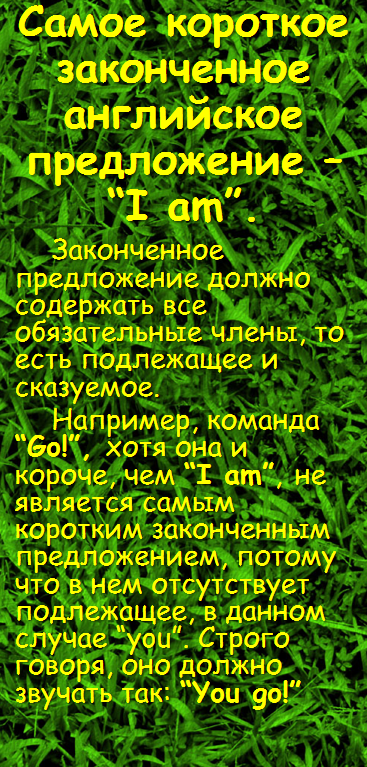 Самое короткое
законченное
английское
предложение –
“I am”.
Законченное
предложение должно
содержать все
обязательные члены, то
есть подлежащее и
сказуемое.
Например, команда
“Go!”, хотя она и
короче, чем “I am”, не
является самым
коротким законченным
предложением, потому
что в нем отсутствует
подлежащее, в данном
случае “you”. Строго
говоря, оно должно
звучать так: “You go!”